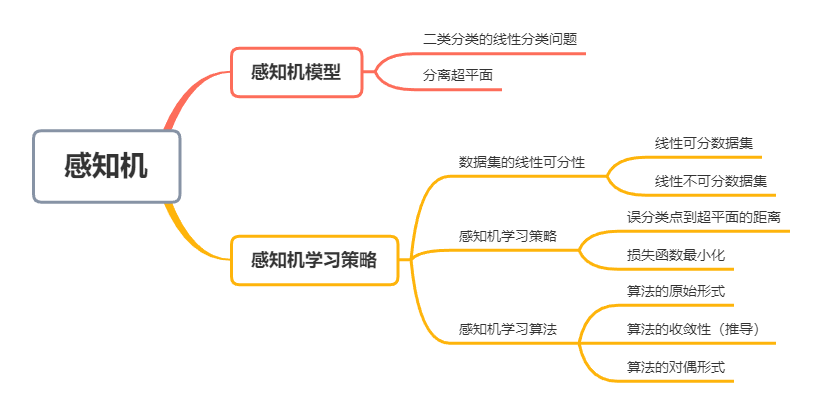 感知机
感知机模型
二类分类的线性分类问题
分离超平面
感知机学习策略
数据集的线性可分性
线性可分数据集
线性不可分数据集
感知机学习策略
误分类点到超平面的距离
损失函数最小化
感知机学习算法
算法的原始形式
算法的收敛性（推导）
算法的对偶形式